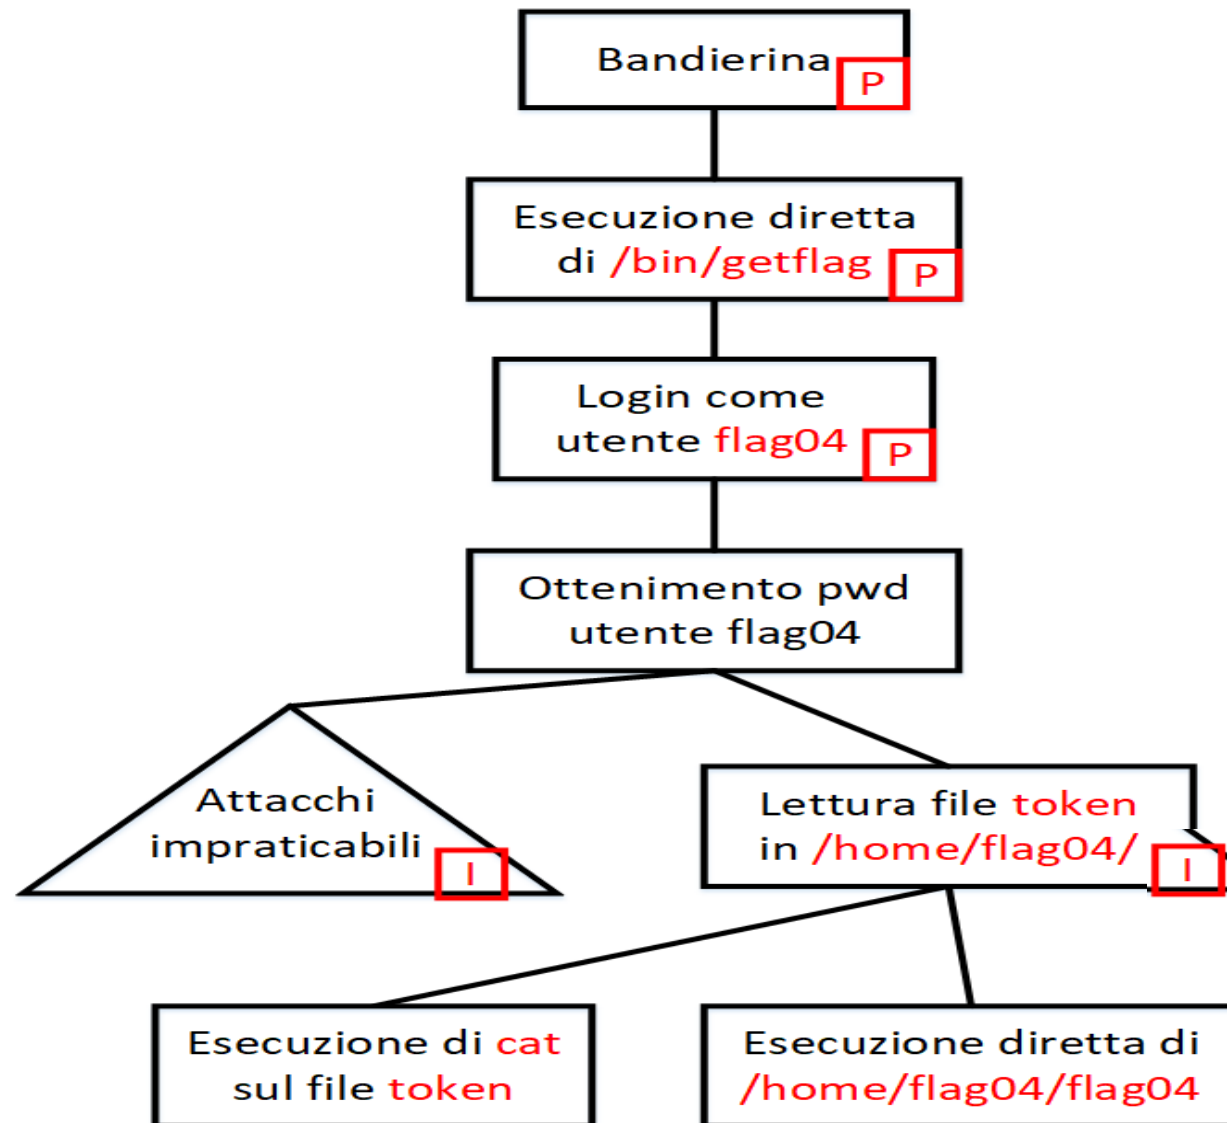 Bandierina
P
Esecuzione diretta
di /bin/getflag
P
Login come
utente flag04
P
Ottenimento pwd
utente flag04
Attacchi
impraticabili
I
Lettura file token
in /home/flag04/
I
Esecuzione di cat
sul file token
Esecuzione diretta di
/home/flag04/flag04